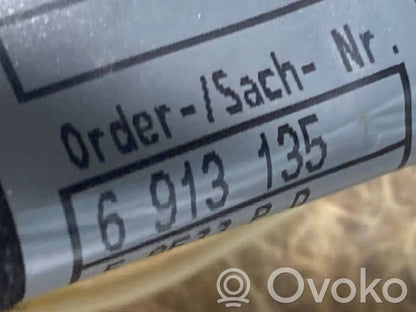 Order-/Sach- Nr.
6 913 135
Ovoko